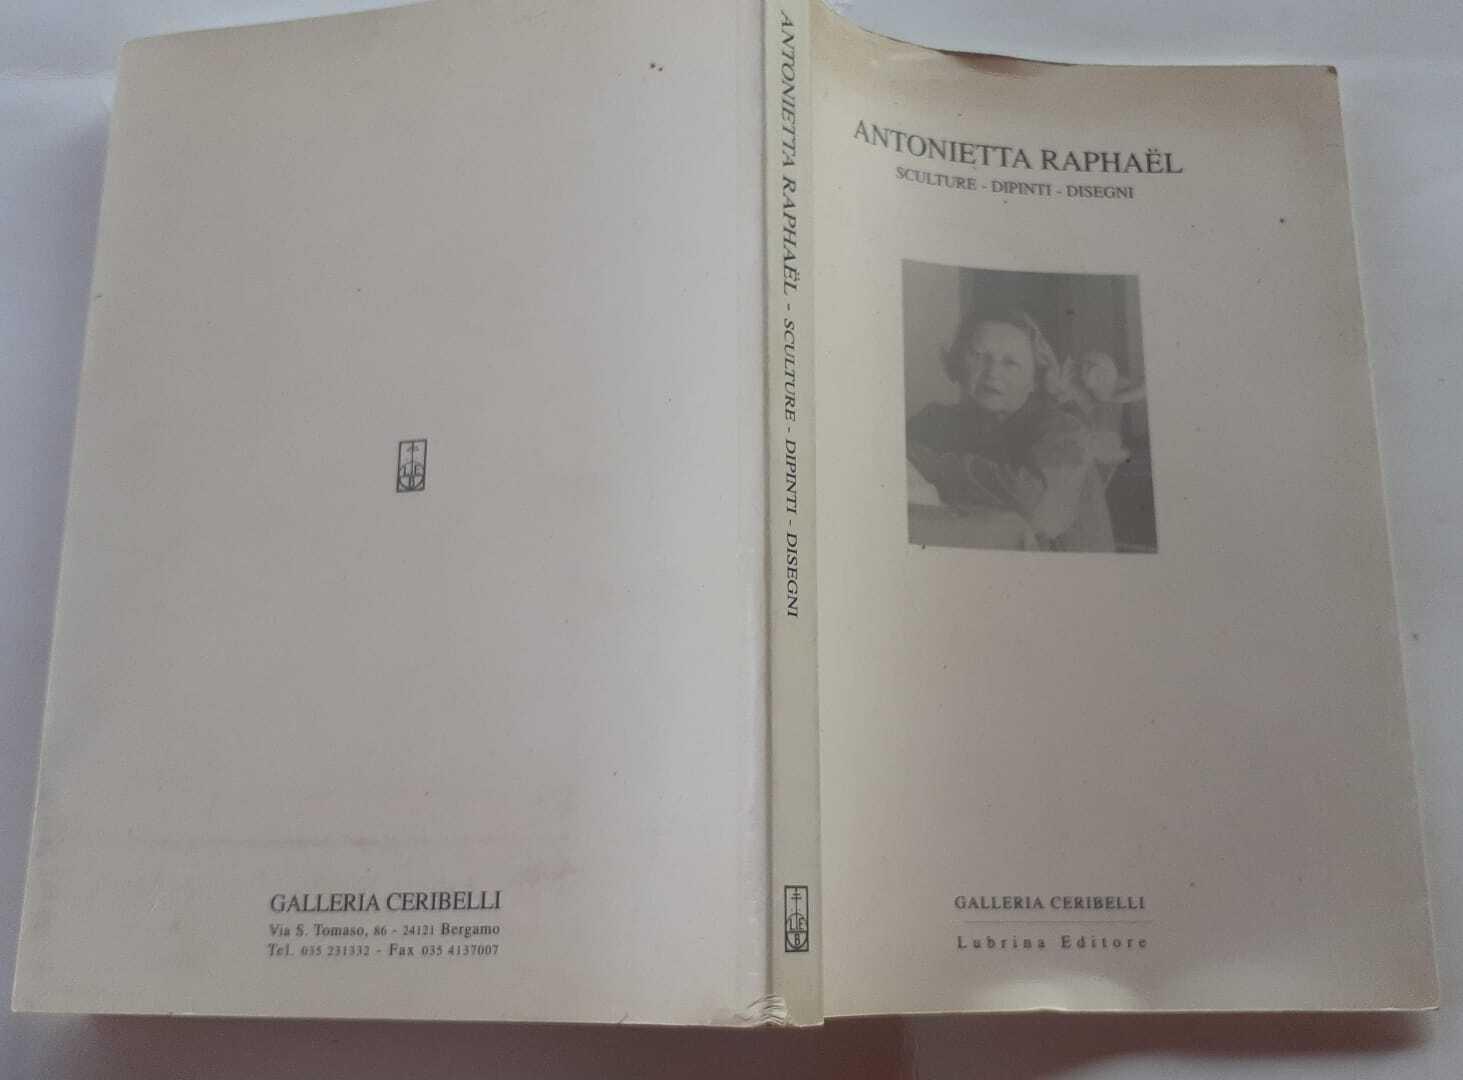 GALLERIA CERIBELLI
Via S. Tomaso, 86 - 24121 Bergamo
Tel. 035 231332 - Fax 035 4137007
L E
B
ANTONIETTA RAPHAËL - SCULTURE - DIPINTI - DISEGNI
L E
B
ANTONIETTA RAPHAËL
SCULTURE - DIPINTI - DISEGNI
GALLERIA CERIBELLI
Lubrina Editore